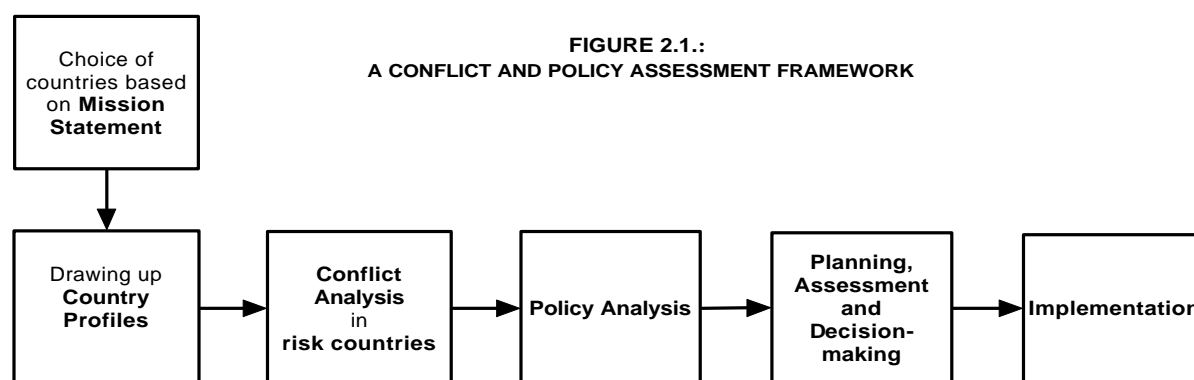 FIGURE 2.1.:
A CONFLICT AND POLICY ASSESSMENT FRAMEWORK
Choice of
countries based
on Mission
Statement
Drawing up
Country
Profiles
Conflict
Analysis
in
risk countries
Policy Analysis
Planning,
Assessment
and
Decision-
making
Implementation